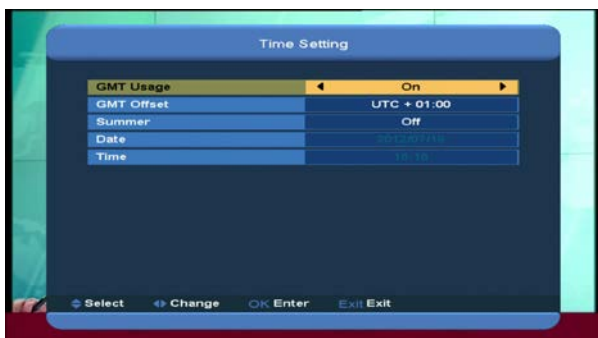 Time Setting
GMT Usage On
GMT Offset UTC + 01:00
Summer Off
Date
Time
Select Change OK Enter Exit Exit